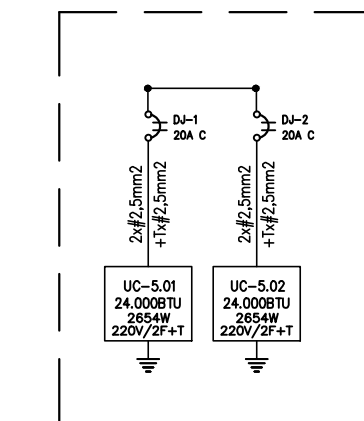 DJ-1
20A C
DJ-2
20A C
2x#2,5mm2
+Tx#2,5mm2
2x#2,5mm2
+Tx#2,5mm2
UC-5.01
24.000BTU
2654W
220V/2F+T
UC-5.02
24.000BTU
2654W
220V/2F+T